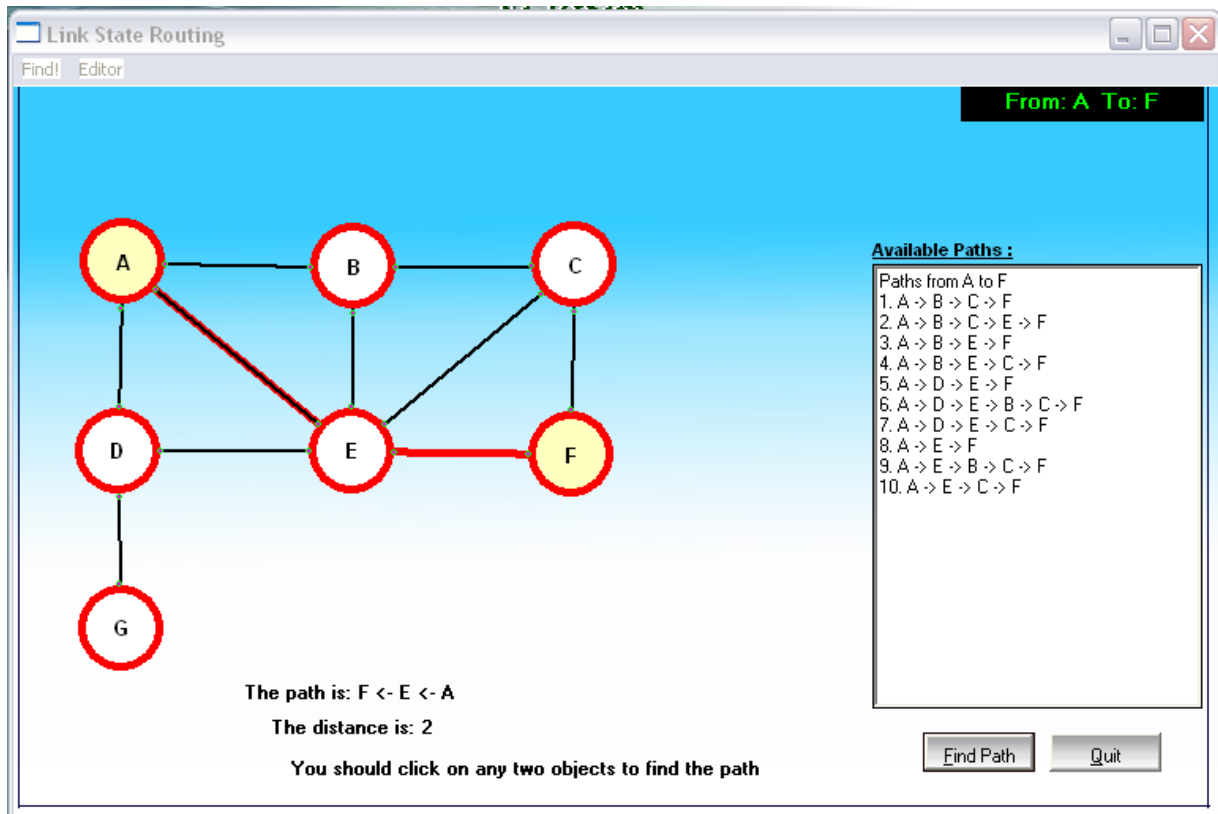 Link State Routing
Find! Editor
From: A To: F
A
B
C
D
E
F
G
Available Paths :
Paths from A to F
1. A -> B -> C -> F
2. A -> B -> C -> E -> F
3. A -> B -> E -> F
4. A -> B -> E -> C -> F
5. A -> D -> E -> F
6. A -> D -> E -> B -> C -> F
7. A -> D -> E -> C -> F
8. A -> E -> F
9. A -> E -> B -> C -> F
10. A -> E -> C -> F
The path is: F <- E <- A
The distance is: 2
You should click on any two objects to find the path
Find Path
Quit